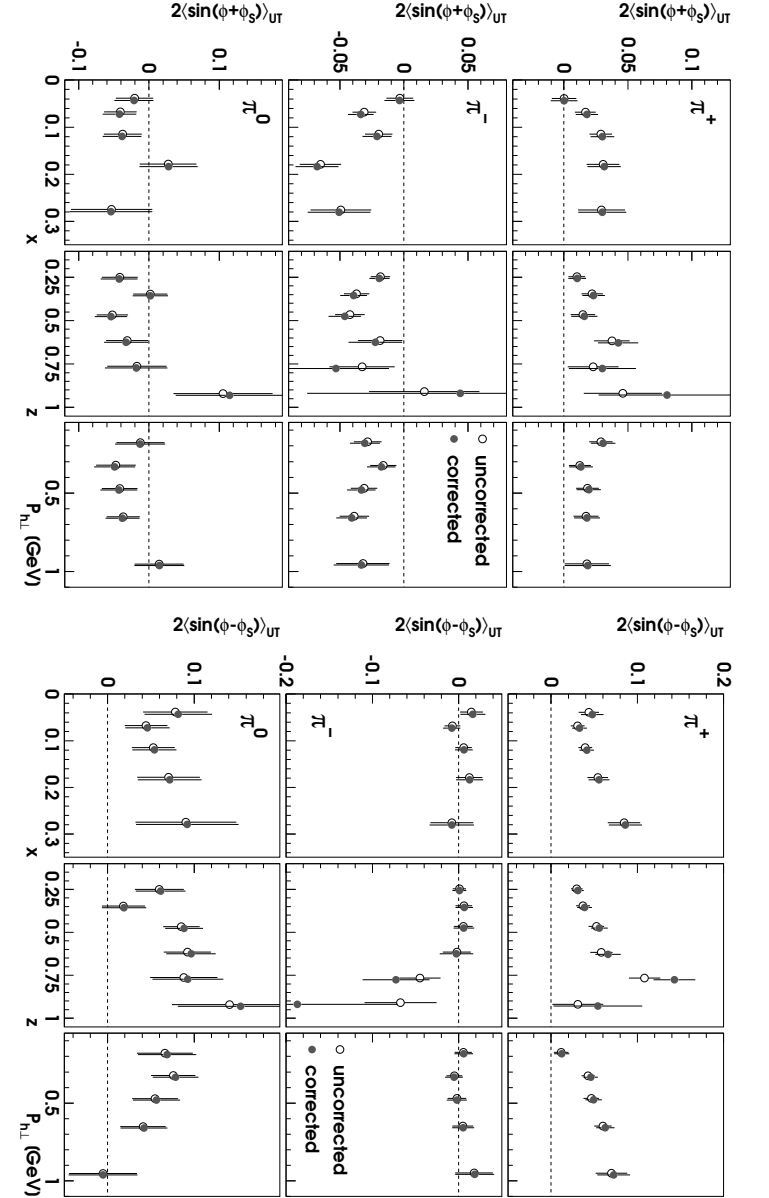 2⟨sin(ϕ+ϕS)⟩UT
0.1
0.05
0
π+
2⟨sin(ϕ+ϕS)⟩UT
0.05
0
-0.05
π-
uncorrected
corrected
2⟨sin(ϕ+ϕS)⟩UT
0.1
0
-0.1
π0
0 0.1 0.2 0.3 x
0.25 0.5 0.75 1 z
0.5 1
Ph⊥ (GeV)
2⟨sin(ϕ-ϕS)⟩UT
0.2
0.1
0
π+
2⟨sin(ϕ-ϕS)⟩UT
0
-0.1
-0.2
π-
uncorrected
corrected
2⟨sin(ϕ-ϕS)⟩UT
0.1
0
π0
0 0.1 0.2 0.3 x
0.25 0.5 0.75 1 z
0.5 1
Ph⊥ (GeV)